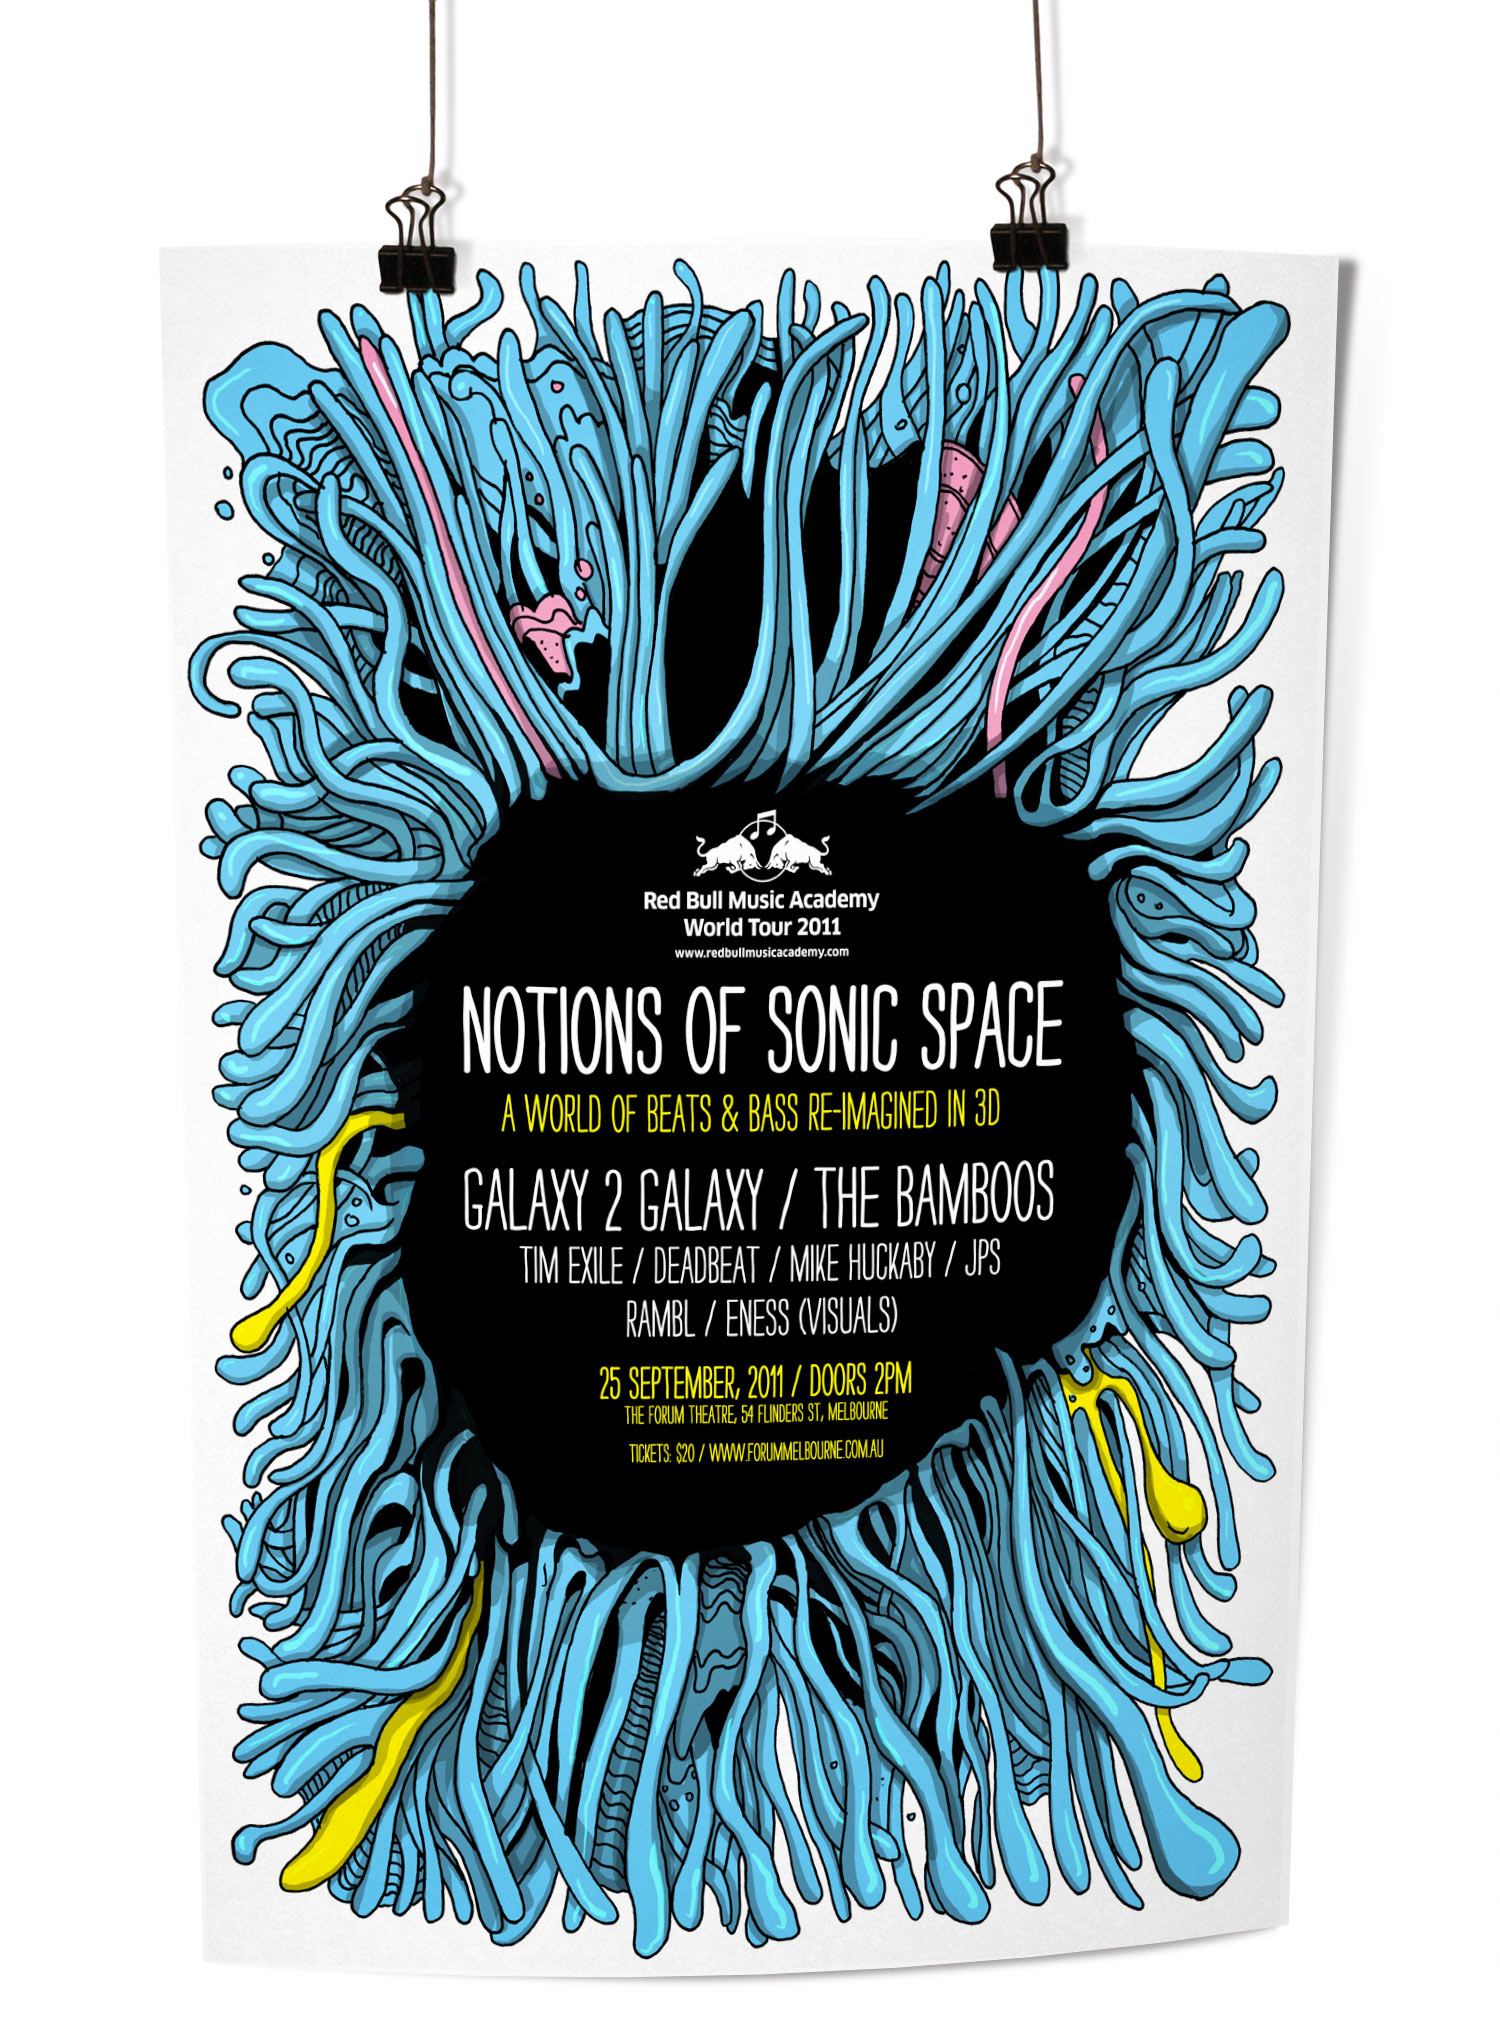 Red Bull Music Academy
World Tour 2011
www.redbullmusicacademy.com
NOTIONS OF SONIC SPACE
A WORLD OF BEATS & BASS RE-IMAGINED IN 3D
GALAXY 2 GALAXY / THE BAMBOOS
TIM EXILE / DEADBEAT / MIKE HUCKABY / JPS
RAMBL / ENESS (VISUALS)
25 SEPTEMBER, 2011 / DOORS 2PM
THE FORUM THEATRE, 54 FLINDERS ST, MELBOURNE
TICKETS: $20 / WWW.FORUMMELBOURNE.COM.AU